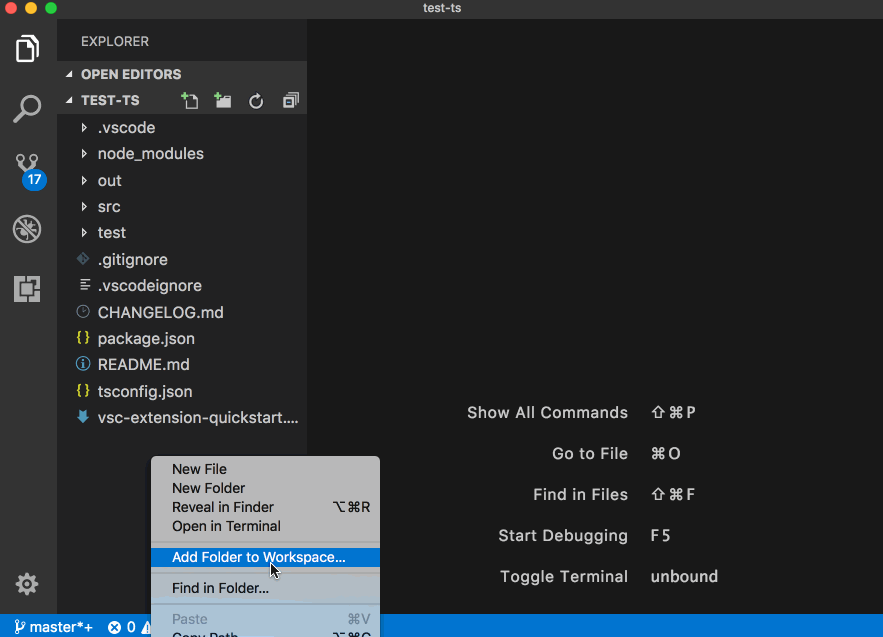 test-ts
EXPLORER
OPEN EDITORS
TEST-TS
.vscode
node_modules
out
src
test
.gitignore
.vscodeignore
CHANGELOG.md
package.json
README.md
tsconfig.json
vsc-extension-quickstart....
17
Show All Commands ⇧⌘P
Go to File ⌘O
Find in Files ⇧⌘F
Start Debugging F5
Toggle Terminal unbound
New File
New Folder
Reveal in Finder ⌥⌘R
Open in Terminal
Add Folder to Workspace...
Find in Folder...
Paste ⌘V
Copy Path ⌥⌘C
master*+ 0